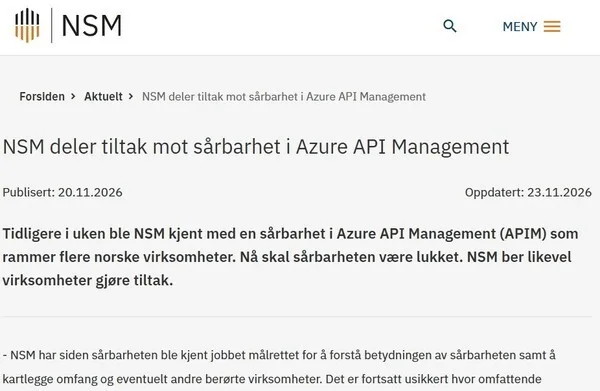 NSM
MENY
Forsiden > Aktuelt > NSM deler tiltak mot sårbarhet i Azure API Management
NSM deler tiltak mot sårbarhet i Azure API Management
Publisert: 20.11.2026
Oppdatert: 23.11.2026
Tidligere i uken ble NSM kjent med en sårbarhet i Azure API Management (APIM) som
rammer flere norske virksomheter. Nå skal sårbarheten være lukket. NSM ber likevel
virksomheter gjøre tiltak.
- NSM har siden sårbarheten ble kjent jobbet målrettet for å forstå betydningen av sårbarheten samt å
kartlegge omfang og eventuelt andre berørte virksomheter. Det er fortsatt usikkert hvor omfattende